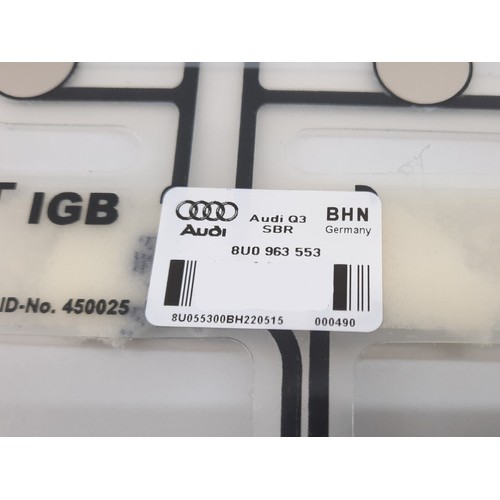 T IGB
ID-No. 450025
Audi
Audi Q3
SBR
BHN
Germany
8U0 963 553
8U055300BH220515
000490